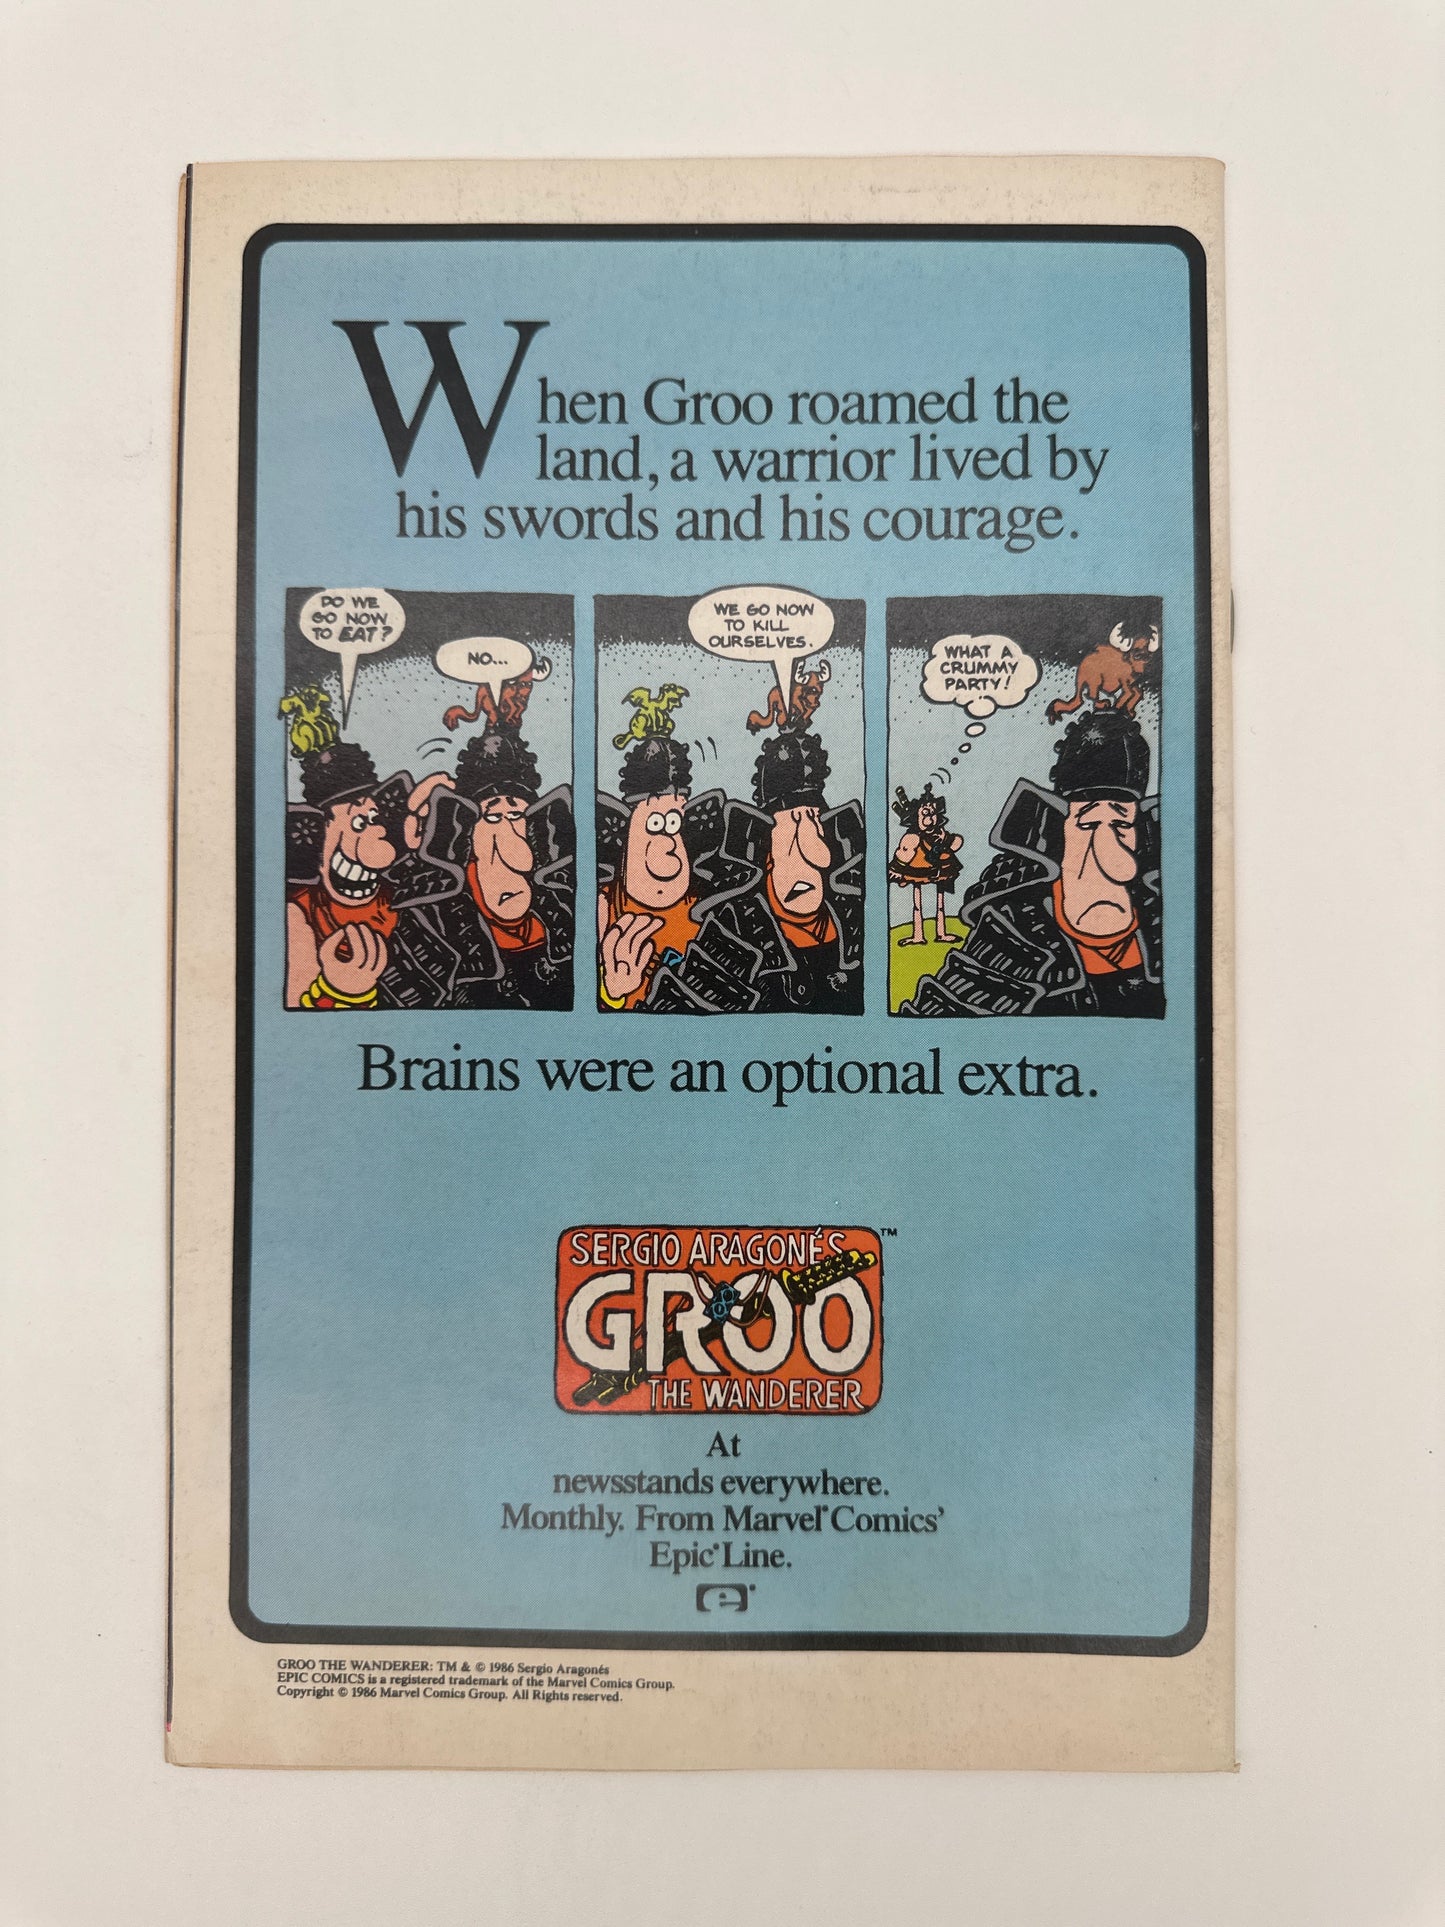 When Groo roamed the
land, a warrior lived by
his swords and his courage.
DO WE
GO NOW
TO EAT?
NO...
WE GO NOW
TO KILL
OURSELVES.
WHAT A
CRUMMY
PARTY!
Brains were an optional extra.
SERGIO ARAGONÉS
GROO
THE WANDERER
TM
At
newsstands everywhere.
Monthly. From Marvel® Comics’
Epic® Line.
e®
GROO THE WANDERER: TM & © 1986 Sergio Aragonés
EPIC COMICS is a registered trademark of the Marvel Comics Group.
Copyright © 1986 Marvel Comics Group. All Rights reserved.